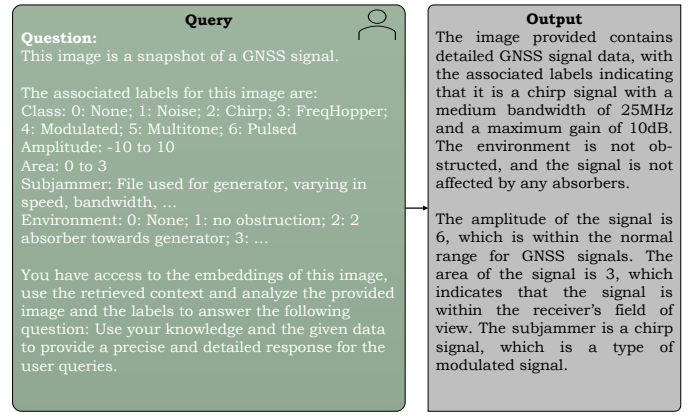 Query
Question:
This image is a snapshot of a GNSS signal.
The associated labels for this image are:
Class: 0: None; 1: Noise; 2: Chirp; 3: FreqHopper;
4: Modulated; 5: Multitone; 6: Pulsed
Amplitude: -10 to 10
Area: 0 to 3
Subjammer: File used for generator, varying in
speed, bandwidth, ...
Environment: 0: None; 1: no obstruction; 2: 2
absorber towards generator; 3: ...
You have access to the embeddings of this image,
use the retrieved context and analyze the provided
image and the labels to answer the following
question: Use your knowledge and the given data
to provide a precise and detailed response for the
user queries.
Output
The image provided contains
detailed GNSS signal data, with
the associated labels indicating
that it is a chirp signal with a
medium bandwidth of 25MHz
and a maximum gain of 10dB.
The environment is not ob-
structed, and the signal is not
affected by any absorbers.
The amplitude of the signal is
6, which is within the normal
range for GNSS signals. The
area of the signal is 3, which
indicates that the signal is
within the receiver's field of
view. The subjammer is a chirp
signal, which is a type of
modulated signal.